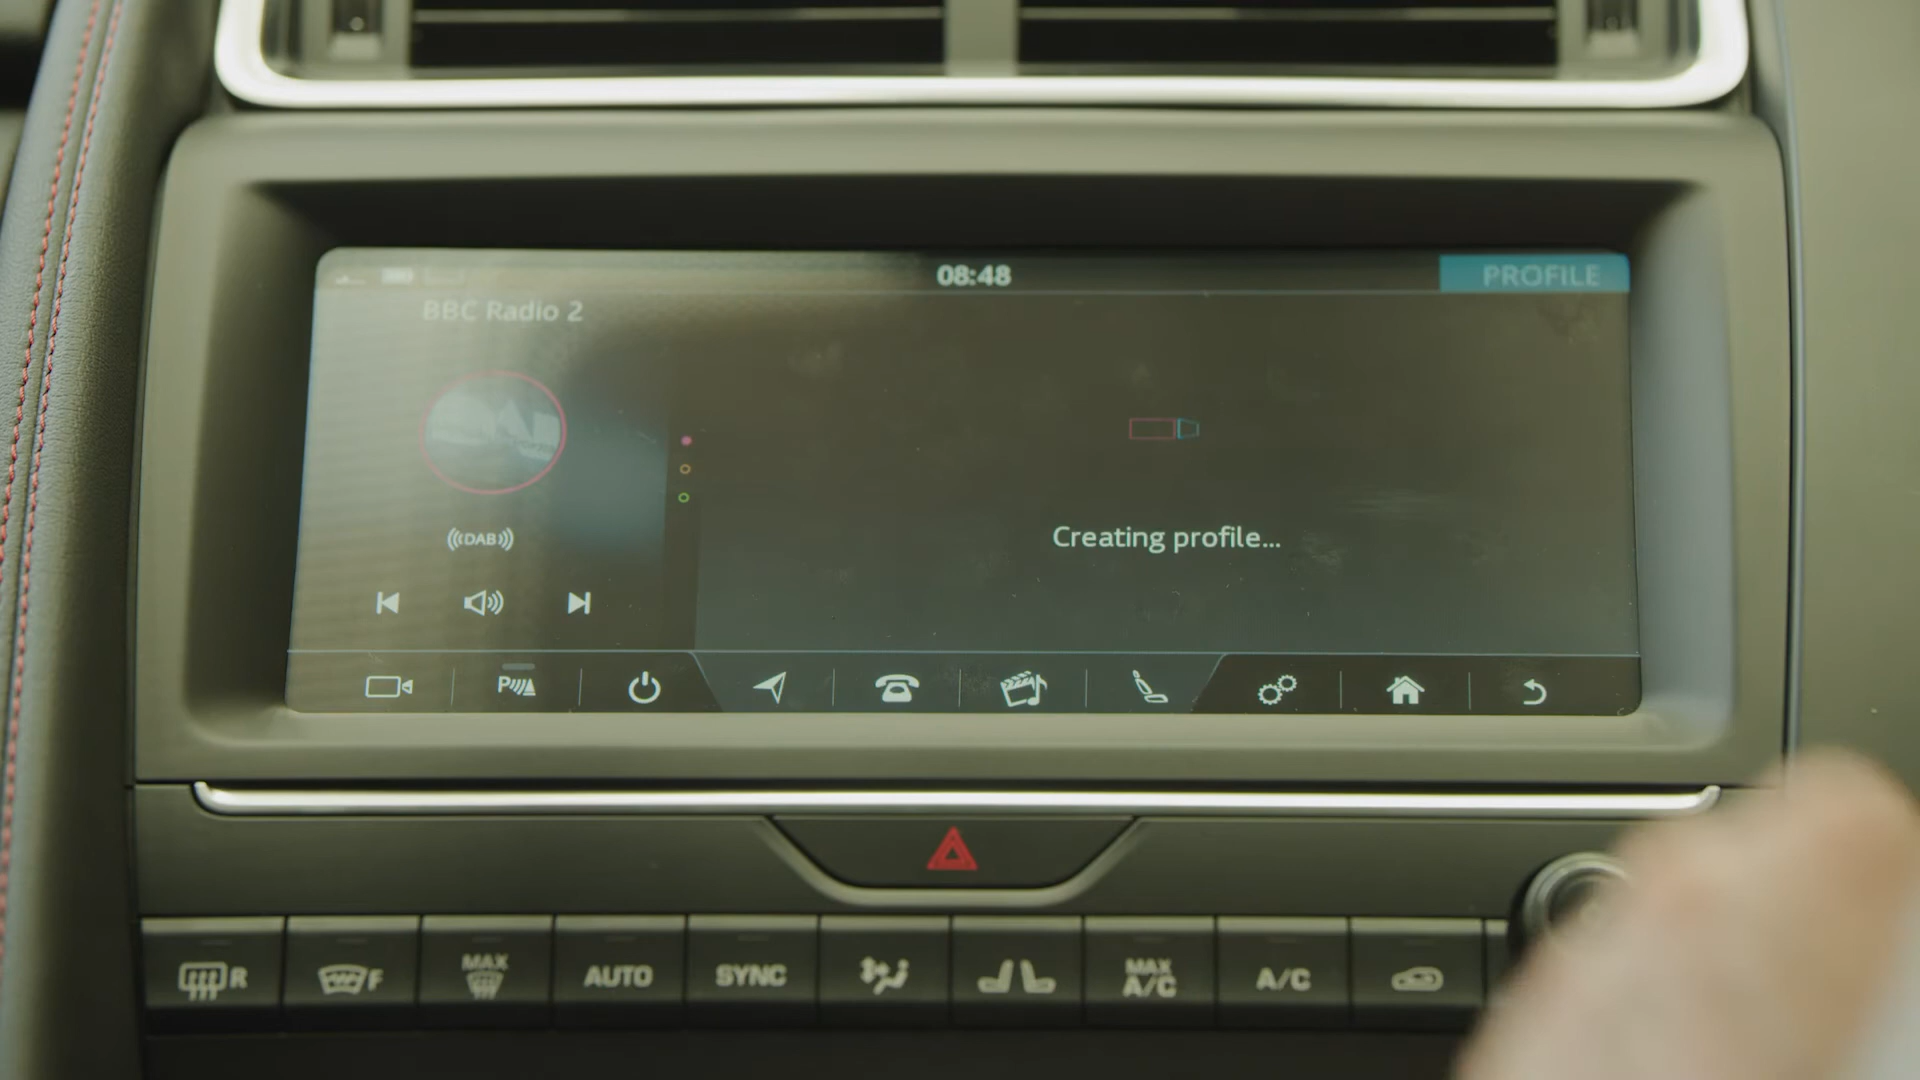 08:48
PROFILE
BBC Radio 2
DAB
Creating profile...
P
R
F
MAX
AUTO
SYNC
MAX
A/C
A/C